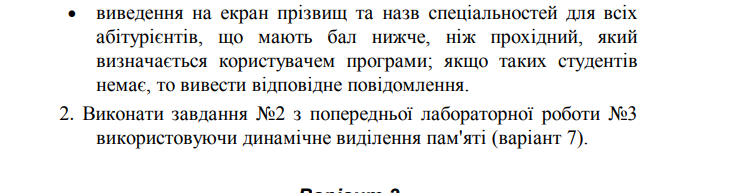 • виведення на екран прізвищ та назв спеціальностей для всіх
абітурієнтів, що мають бал нижче, ніж прохідний, який
визначається користувачем програми; якщо таких студентів
немає, то вивести відповідне повідомлення.
2. Виконати завдання №2 з попередньої лабораторної роботи №3
використовуючи динамічне виділення пам'яті (варіант 7).